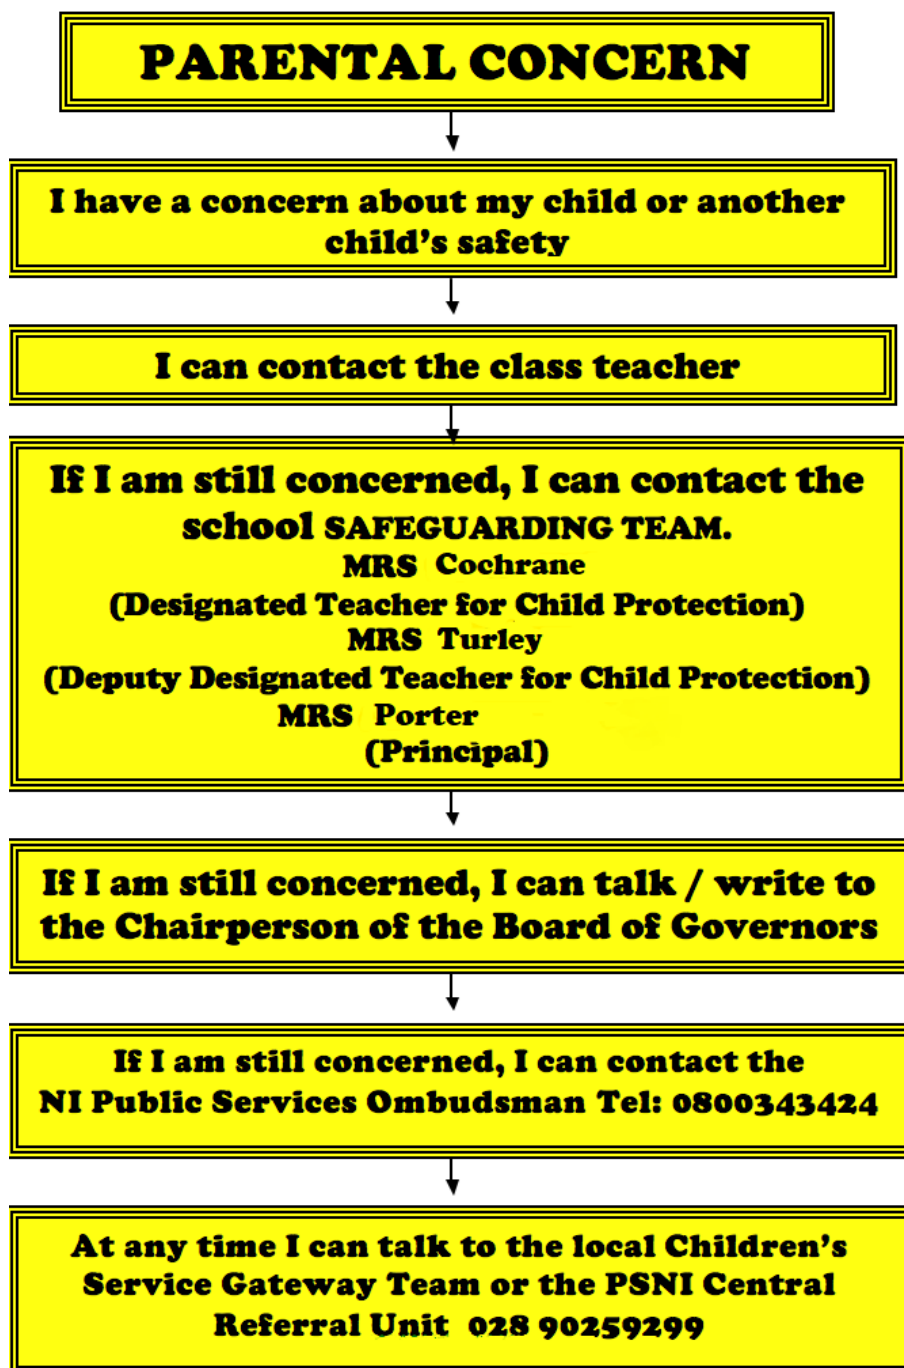 PARENTAL CONCERN
I have a concern about my child or another
child's safety
I can contact the class teacher
If I am still concerned, I can contact the
school SAFEGUARDING TEAM.
MRS Cochrane
(Designated Teacher for Child Protection)
MRS Turley
(Deputy Designated Teacher for Child Protection)
MRS Porter
(Principal)
If I am still concerned, I can talk / write to
the Chairperson of the Board of Governors
If I am still concerned, I can contact the
NI Public Services Ombudsman Tel: 0800343424
At any time I can talk to the local Children's
Service Gateway Team or the PSNI Central
Referral Unit 028 90259299